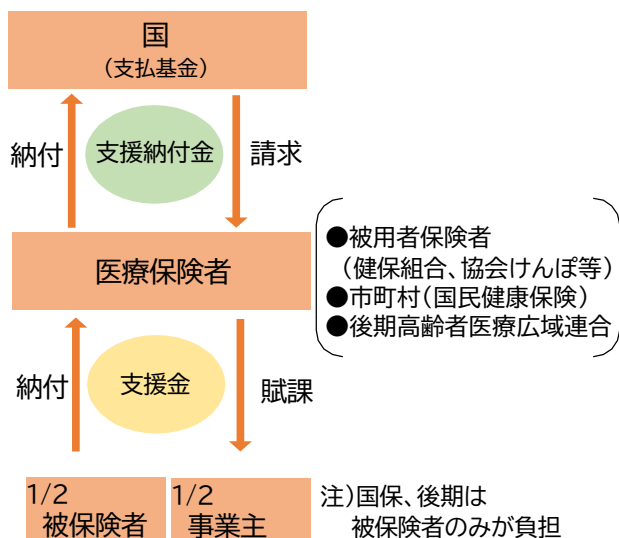 国
(支払基金)
納付
支援納付金
請求
医療保険者
●被用者保険者
(健保組合、協会けんぽ等)
●市町村(国民健康保険)
●後期高齢者医療広域連合
納付
支援金
賦課
1/2
被保険者
1/2
事業主
注)国保、後期は
被保険者のみが負担